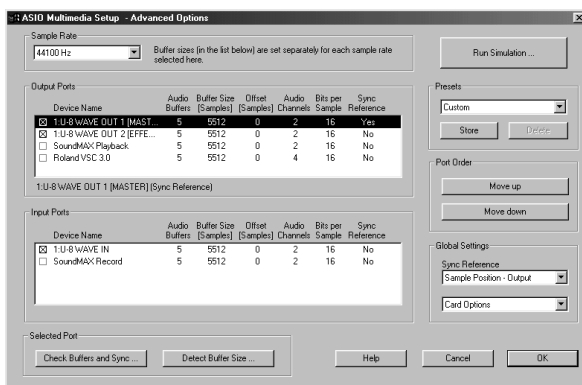 ASIO Multimedia Setup - Advanced Options
Sample Rate
44100 Hz
Buffer sizes (in the list below) are set separately for each sample rate
selected here.
Run Simulation ...
Output Ports
Device Name Audio Buffers Buffer Size [Samples] Offset [Samples] Audio Channels Bits per Sample Sync Reference
1:U-8 WAVE OUT 1 [MAST... 5 5512 0 2 16 Yes
1:U-8 WAVE OUT 2 [EFFE... 5 5512 0 2 16 No
SoundMAX Playback 5 5512 0 2 16 No
Roland VSC 3.0 5 5512 0 4 16 No
1:U-8 WAVE OUT 1 [MASTER] (Sync Reference)
Presets
Custom
Store Delete
Port Order
Move up
Move down
Input Ports
Device Name Audio Buffers Buffer Size [Samples] Offset [Samples] Audio Channels Bits per Sample Sync Reference
1:U-8 WAVE IN 5 5512 0 2 16 No
SoundMAX Record 5 5512 0 2 16 No
Global Settings
Sync Reference
Sample Position - Output
Card Options
Selected Port
Check Buffers and Sync ... Detect Buffer Size ... Help Cancel OK